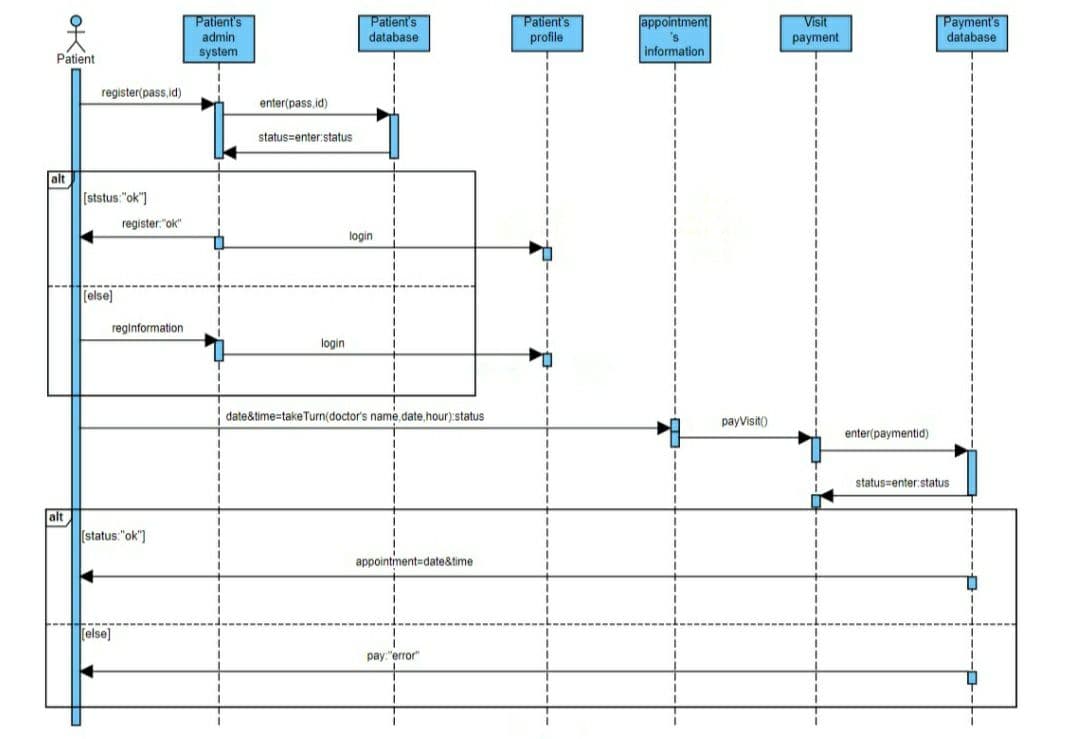 Patient
Patient's
admin
system
Patient's
database
Patient's
profile
appointment
's
information
Visit
payment
Payment's
database
register(pass,id)
enter(pass,id)
status=enter:status
alt
[ststus:"ok"]
register:"ok"
login
[else]
regInformation
login
date&time=takeTurn(doctor's name,date,hour):status
payVisit()
enter(paymentid)
status=enter:status
alt
[status:"ok"]
appointment=date&time
[else]
pay:"error"